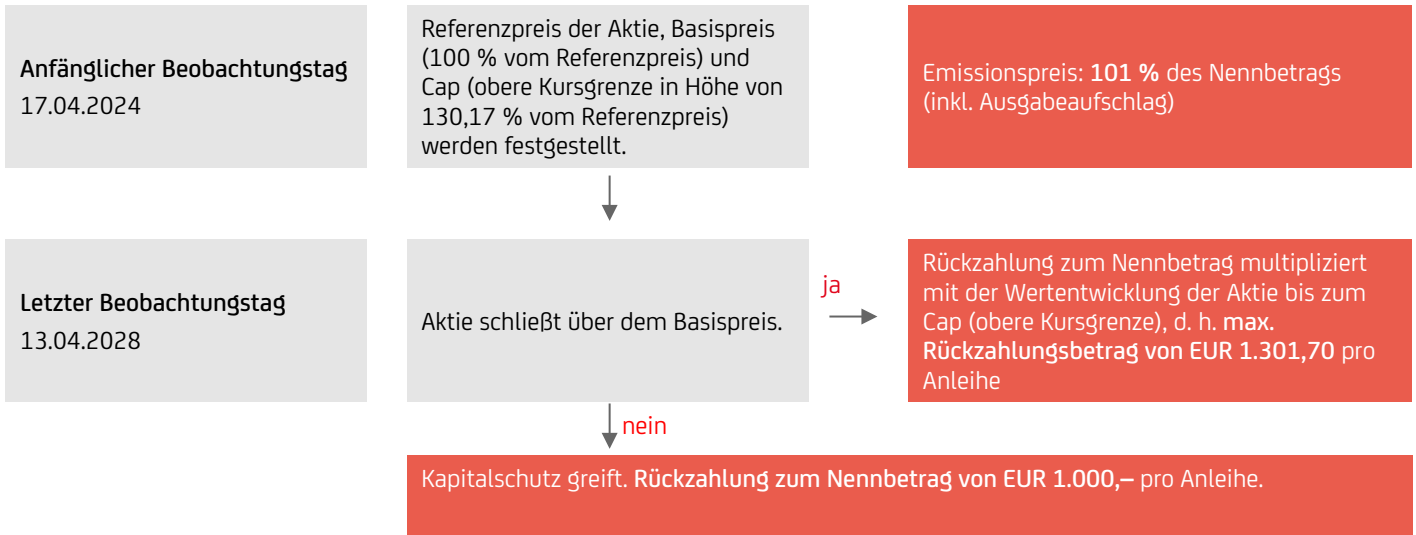 Anfänglicher Beobachtungstag
17.04.2024
Referenzpreis der Aktie, Basispreis
(100 % vom Referenzpreis) und
Cap (obere Kursgrenze in Höhe von
130,17 % vom Referenzpreis)
werden festgestellt.
Emissionspreis: 101 % des Nennbetrags
(inkl. Ausgabeaufschlag)
Letzter Beobachtungstag
13.04.2028
Aktie schließt über dem Basispreis.
ja
Rückzahlung zum Nennbetrag multipliziert
mit der Wertentwicklung der Aktie bis zum
Cap (obere Kursgrenze), d. h. max.
Rückzahlungsbetrag von EUR 1.301,70 pro
Anleihe
nein
Kapitalschutz greift. Rückzahlung zum Nennbetrag von EUR 1.000,– pro Anleihe.